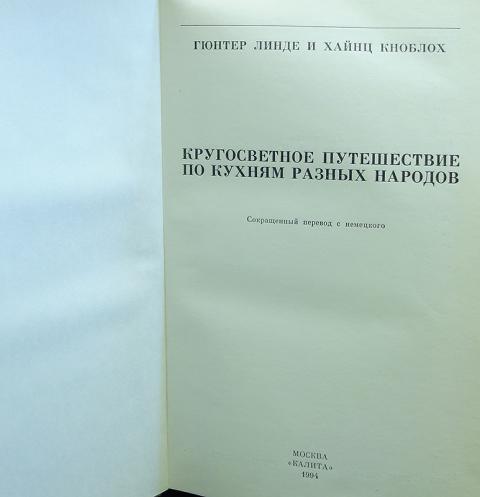 ГЮНТЕР ЛИНДЕ И ХАЙНЦ КНОБЛОХ
КРУГОСВЕТНОЕ ПУТЕШЕСТВИЕ
ПО КУХНЯМ РАЗНЫХ НАРОДОВ
Сокращенный перевод с немецкого
МОСКВА
«КАЛИТА»
1994